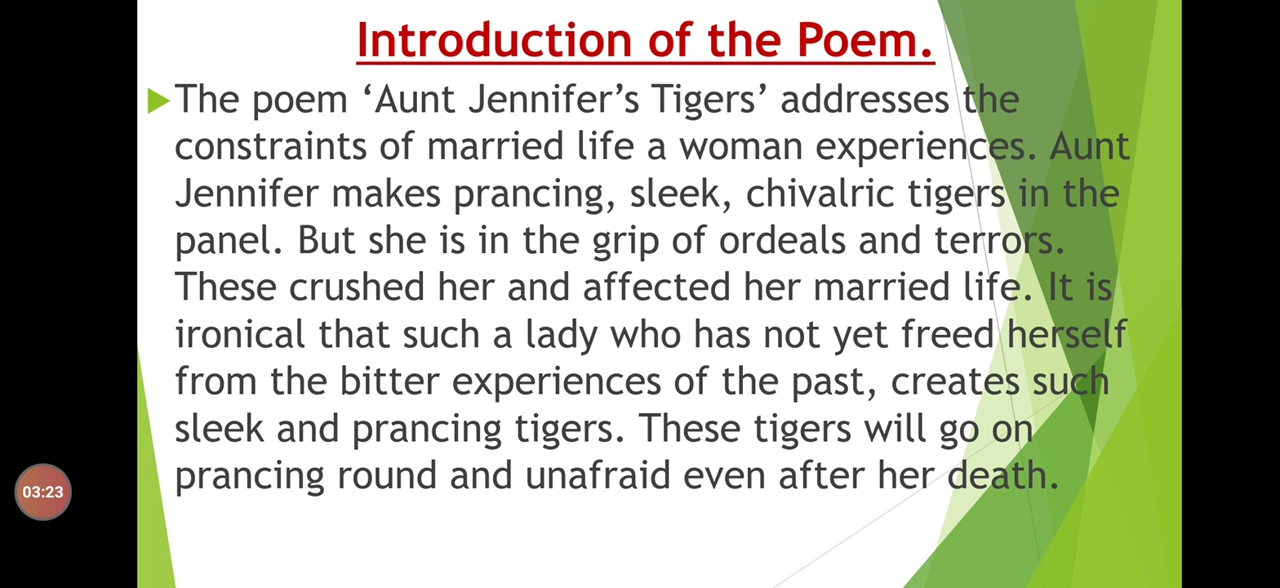 Introduction of the Poem.
The poem ‘Aunt Jennifer’s Tigers’ addresses the
constraints of married life a woman experiences. Aunt
Jennifer makes prancing, sleek, chivalric tigers in the
panel. But she is in the grip of ordeals and terrors.
These crushed her and affected her married life. It is
ironical that such a lady who has not yet freed herself
from the bitter experiences of the past, creates such
sleek and prancing tigers. These tigers will go on
prancing round and unafraid even after her death.
03:23